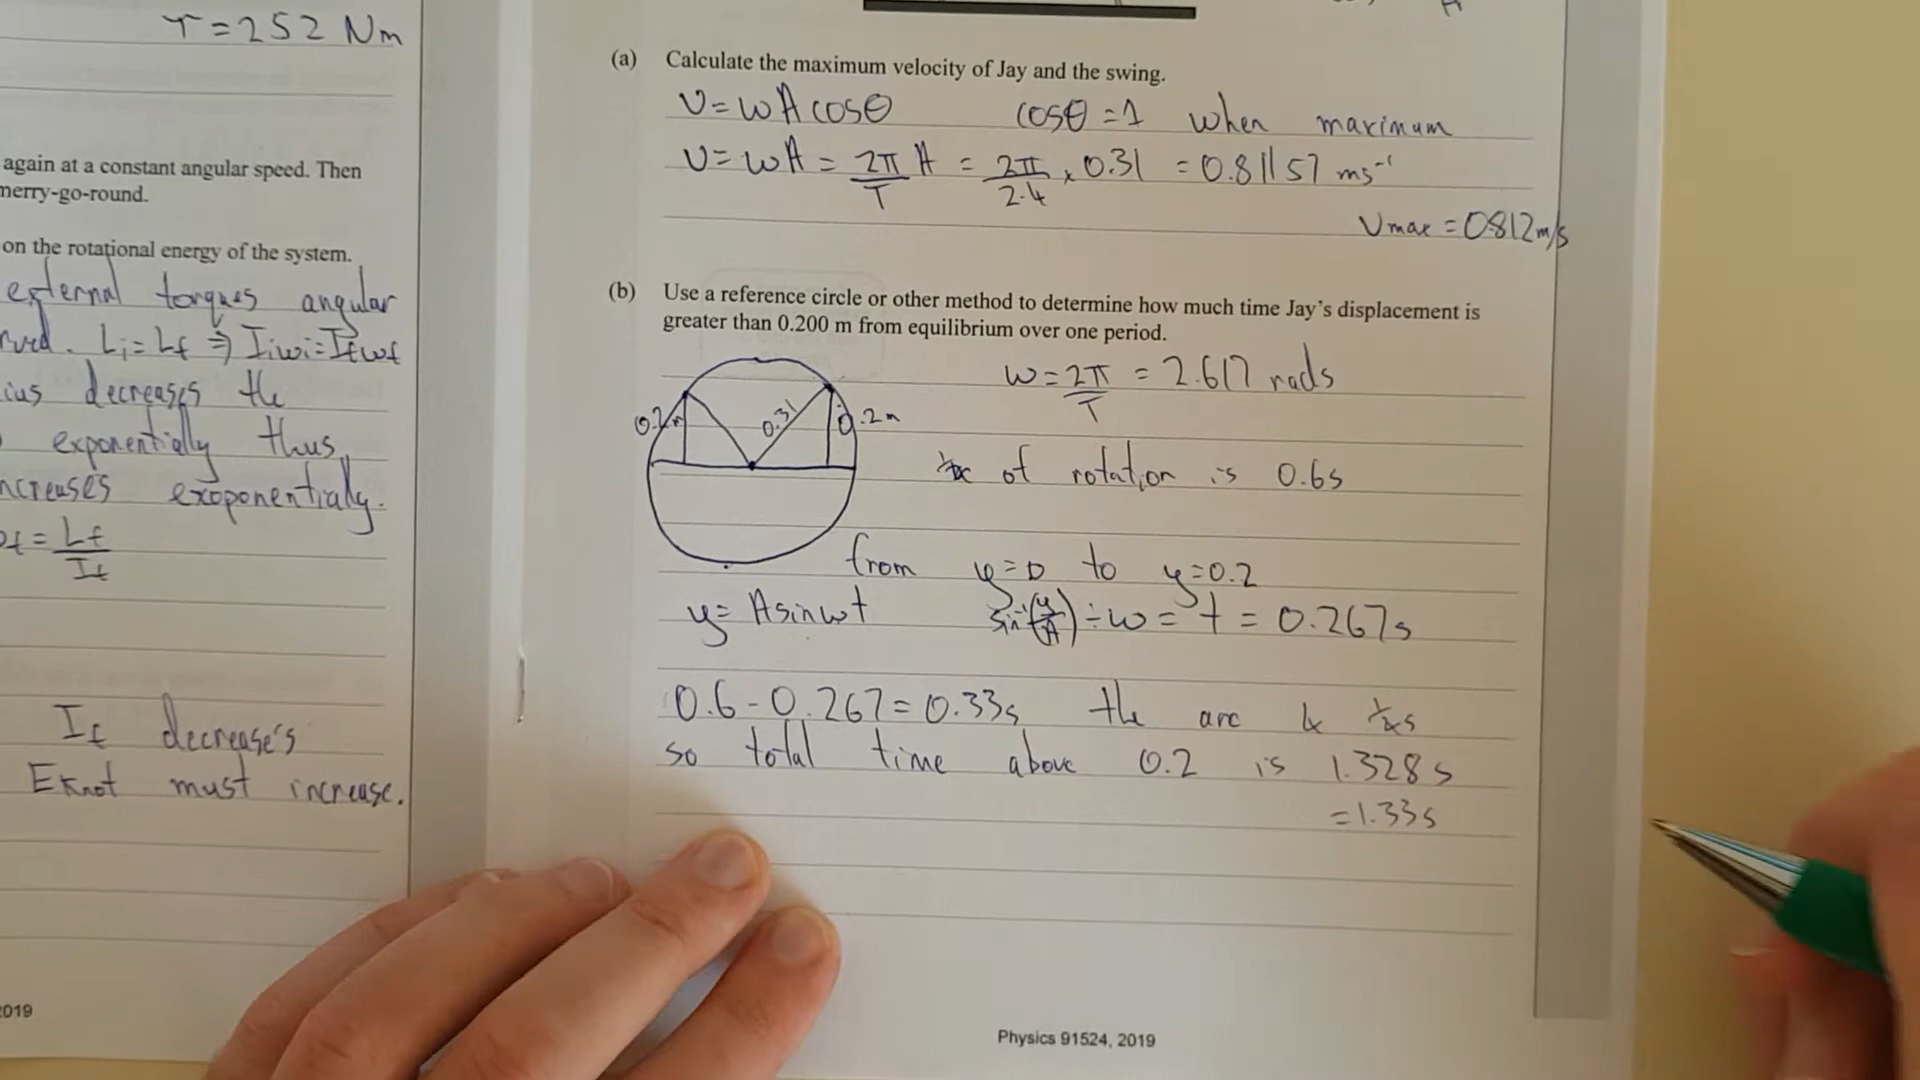 T = 252 Nm
again at a constant angular speed. Then
merry-go-round.
on the rotational energy of the system.
external torques angular
Li = Lf ⇒ Iiωi = Ifωf
decreases the
exponentially thus
exoponentially.
= Lf
If
If decrease's
Ekrot must increase.
2019
(a) Calculate the maximum velocity of Jay and the swing.
v = ωA cosθ cosθ = 1 when maximum
v = ωA = 2π/T A = 2π/2.4 × 0.31 = 0.81157 ms⁻¹
Vmax = 0.812 m/s
(b) Use a reference circle or other method to determine how much time Jay's displacement is
greater than 0.200 m from equilibrium over one period.
0.2m 0.31 0.2m
ω = 2π/T = 2.617 rads
of rotation is 0.6s
from y=0 to y=0.2
y = A sin ωt sin⁻¹(y/A) ÷ ω = t = 0.267s
0.6 - 0.267 = 0.33s the arc
so total time above 0.2 is 1.328 s
= 1.33s
Physics 91524, 2019